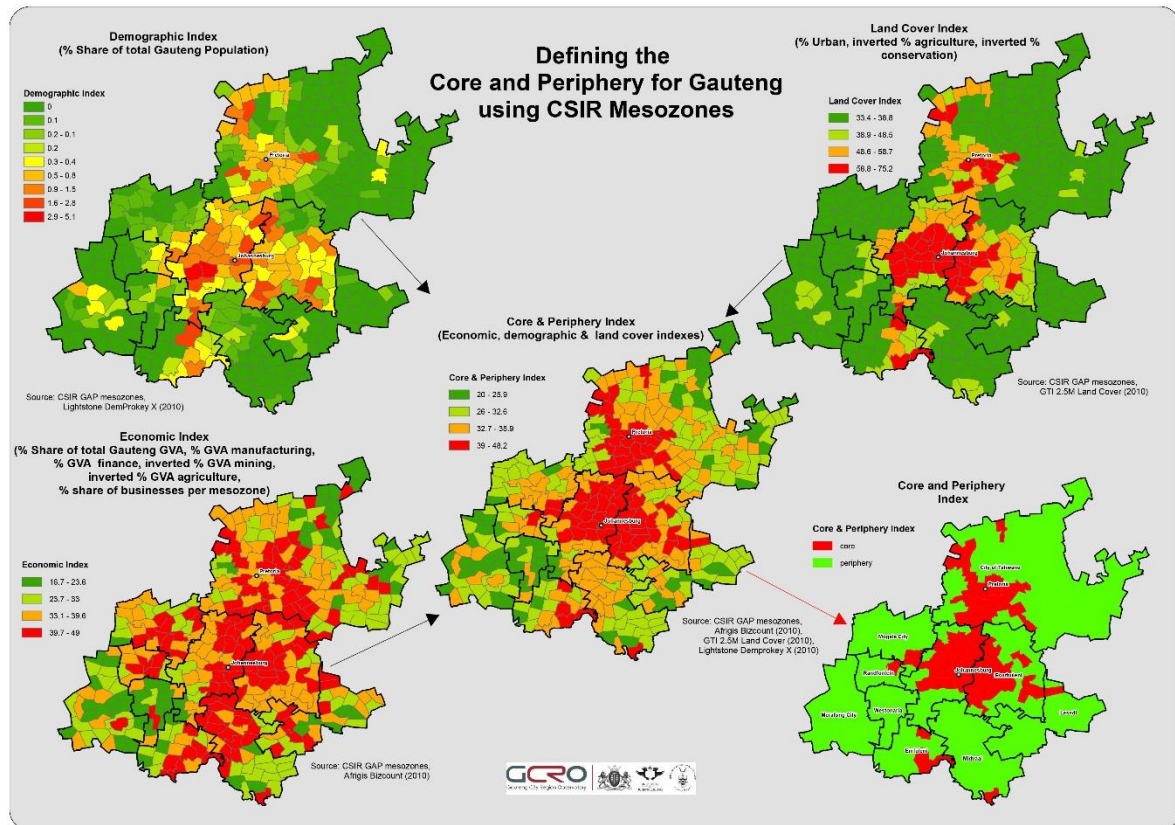 Defining the
Core and Periphery for Gauteng
using CSIR Mesozones
Demographic Index
(% Share of total Gauteng Population)
Demographic Index
0
0.1
0.2 - 0.1
0.2
0.3 - 0.4
0.5 - 0.8
0.9 - 1.5
1.6 - 2.8
2.9 - 5.1
Pretoria
Johannesburg
Source: CSIR GAP mesozones,
Lightstone DemProkey X (2010)
Land Cover Index
(% Urban, inverted % agriculture, inverted %
conservation)
Land Cover Index
33.4 - 38.8
38.9 - 48.5
48.6 - 58.7
58.8 - 75.2
Pretoria
Johannesburg
Source: CSIR GAP mesozones,
GTI 2.5M Land Cover (2010)
Core & Periphery Index
(Economic, demographic & land cover indexes)
Core & Periphery Index
20 - 25.9
26 - 32.6
32.7 - 38.9
39 - 48.2
Pretoria
Johannesburg
Source: CSIR GAP mesozones,
Afrigis Bizcount (2010),
GTI 2.5M Land Cover (2010),
Lightstone Demprokey X (2010)
Economic Index
(% Share of total Gauteng GVA, % GVA manufacturing,
% GVA finance, inverted % GVA mining,
inverted % GVA agriculture,
% share of businesses per mesozone)
Economic Index
16.7 - 23.6
23.7 - 33
33.1 - 39.6
39.7 - 49
Pretoria
Johannesburg
Source: CSIR GAP mesozones,
Afrigis Bizcount (2010)
Core and Periphery
Index
Core & Periphery Index
core
periphery
City of Tshwane
Pretoria
Mogale City
Randfontein
Johannesburg
Ekurhuleni
Westonaria
Merafong City
Lesedi
Emfuleni
Midvaal
GCRO
Gauteng City-Region Observatory